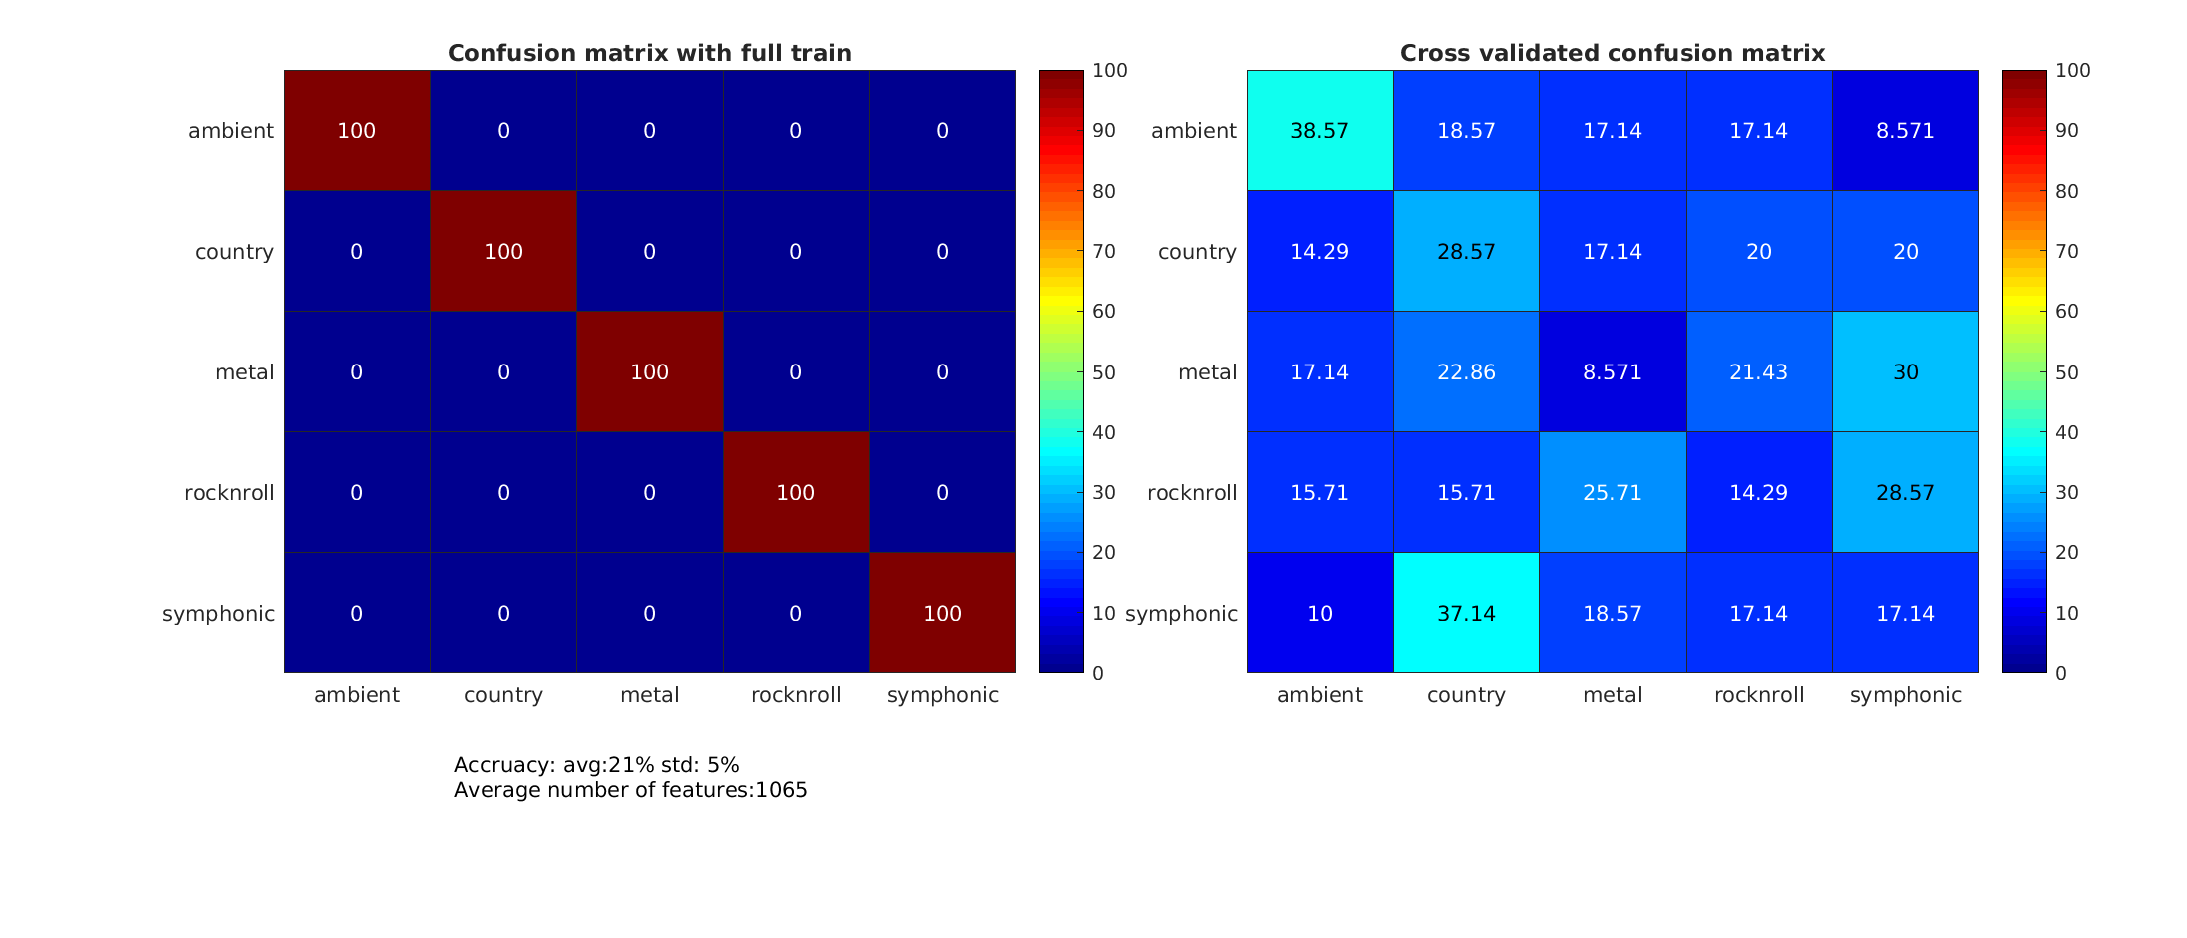 Confusion matrix with full train
ambient 100 0 0 0 0
country 0 100 0 0 0
metal 0 0 100 0 0
rocknroll 0 0 0 100 0
symphonic 0 0 0 0 100
ambient country metal rocknroll symphonic
100
90
80
70
60
50
40
30
20
10
0
Accruacy: avg:21% std: 5%
Average number of features:1065
Cross validated confusion matrix
ambient 38.57 18.57 17.14 17.14 8.571
country 14.29 28.57 17.14 20 20
metal 17.14 22.86 8.571 21.43 30
rocknroll 15.71 15.71 25.71 14.29 28.57
symphonic 10 37.14 18.57 17.14 17.14
ambient country metal rocknroll symphonic
100
90
80
70
60
50
40
30
20
10
0